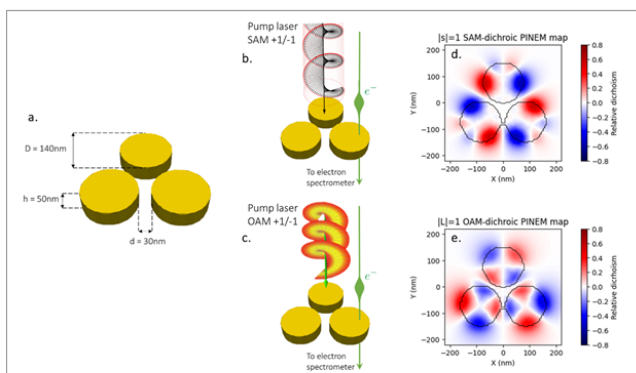 a.
D = 140nm
h = 50nm
d = 30nm
Pump laser
SAM +1/-1
b.
e⁻
To electron
spectrometer
Pump laser
OAM +1/-1
c.
e⁻
To electron
spectrometer
|s|=1 SAM-dichroic PINEM map
d.
200
100
0
−100
−200
Y (nm)
−200
−100
0
100
200
X (nm)
0.8
0.6
0.4
0.2
0.0
−0.2
−0.4
−0.6
−0.8
Relative dicrhoism
|L|=1 OAM-dichroic PINEM map
e.
200
100
0
−100
−200
Y (nm)
−200
−100
0
100
200
X (nm)
0.8
0.6
0.4
0.2
0.0
−0.2
−0.4
−0.6
−0.8
Relative dicrhoism